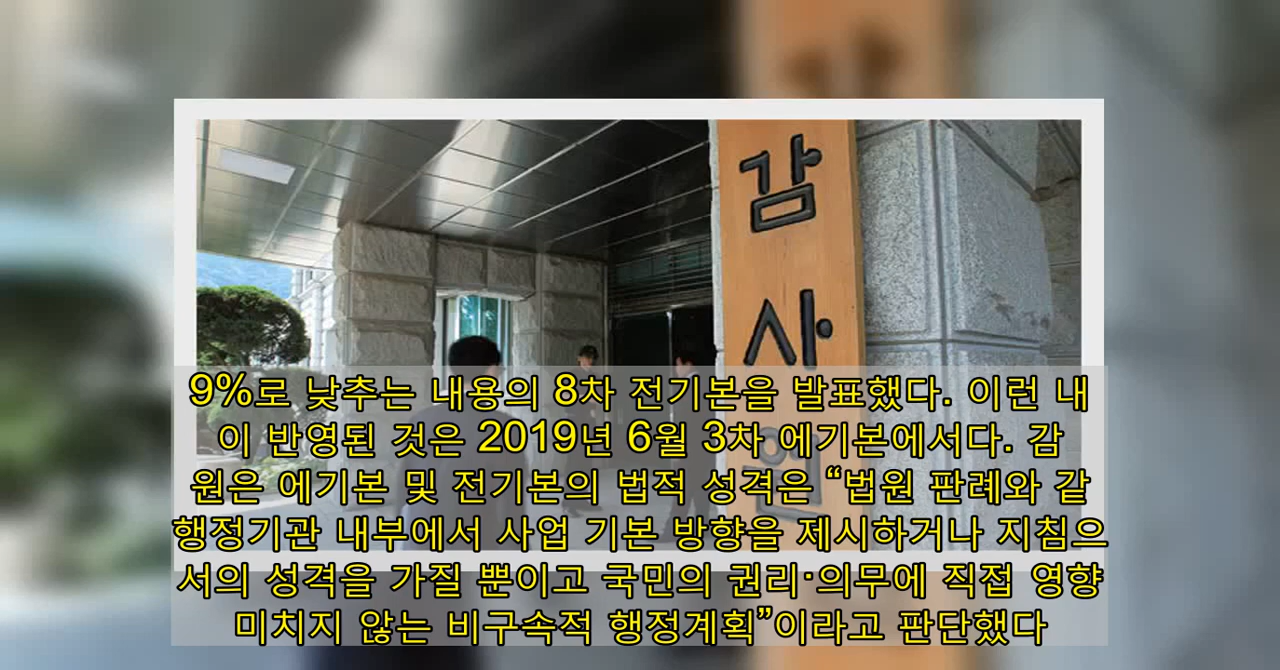 감
사
원
9%로 낮추는 내용의 8차 전기본을 발표했다. 이런 내
이 반영된 것은 2019년 6월 3차 에기본에서다. 감
원은 에기본 및 전기본의 법적 성격은 “법원 판례와 같
행정기관 내부에서 사업 기본 방향을 제시하거나 지침으
서의 성격을 가질 뿐이고 국민의 권리·의무에 직접 영향
미치지 않는 비구속적 행정계획”이라고 판단했다